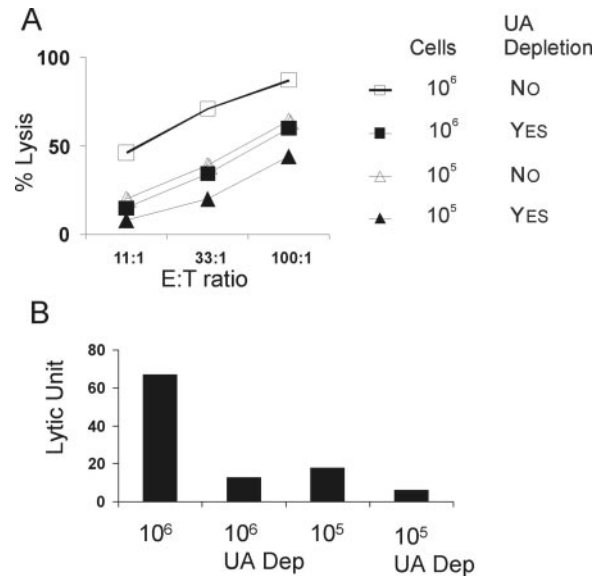 A
% Lysis
100
50
0
11:1 33:1 100:1
E:T ratio
Cells UA Depletion
10⁶ NO
10⁶ YES
10⁵ NO
10⁵ YES
B
Lytic Unit
80
60
40
20
0
10⁶ 10⁶ 10⁵ 10⁵
UA Dep UA Dep